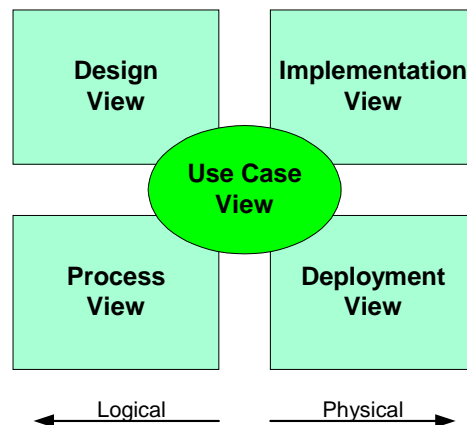 Design
View
Implementation
View
Use Case
View
Process
View
Deployment
View
Logical
Physical